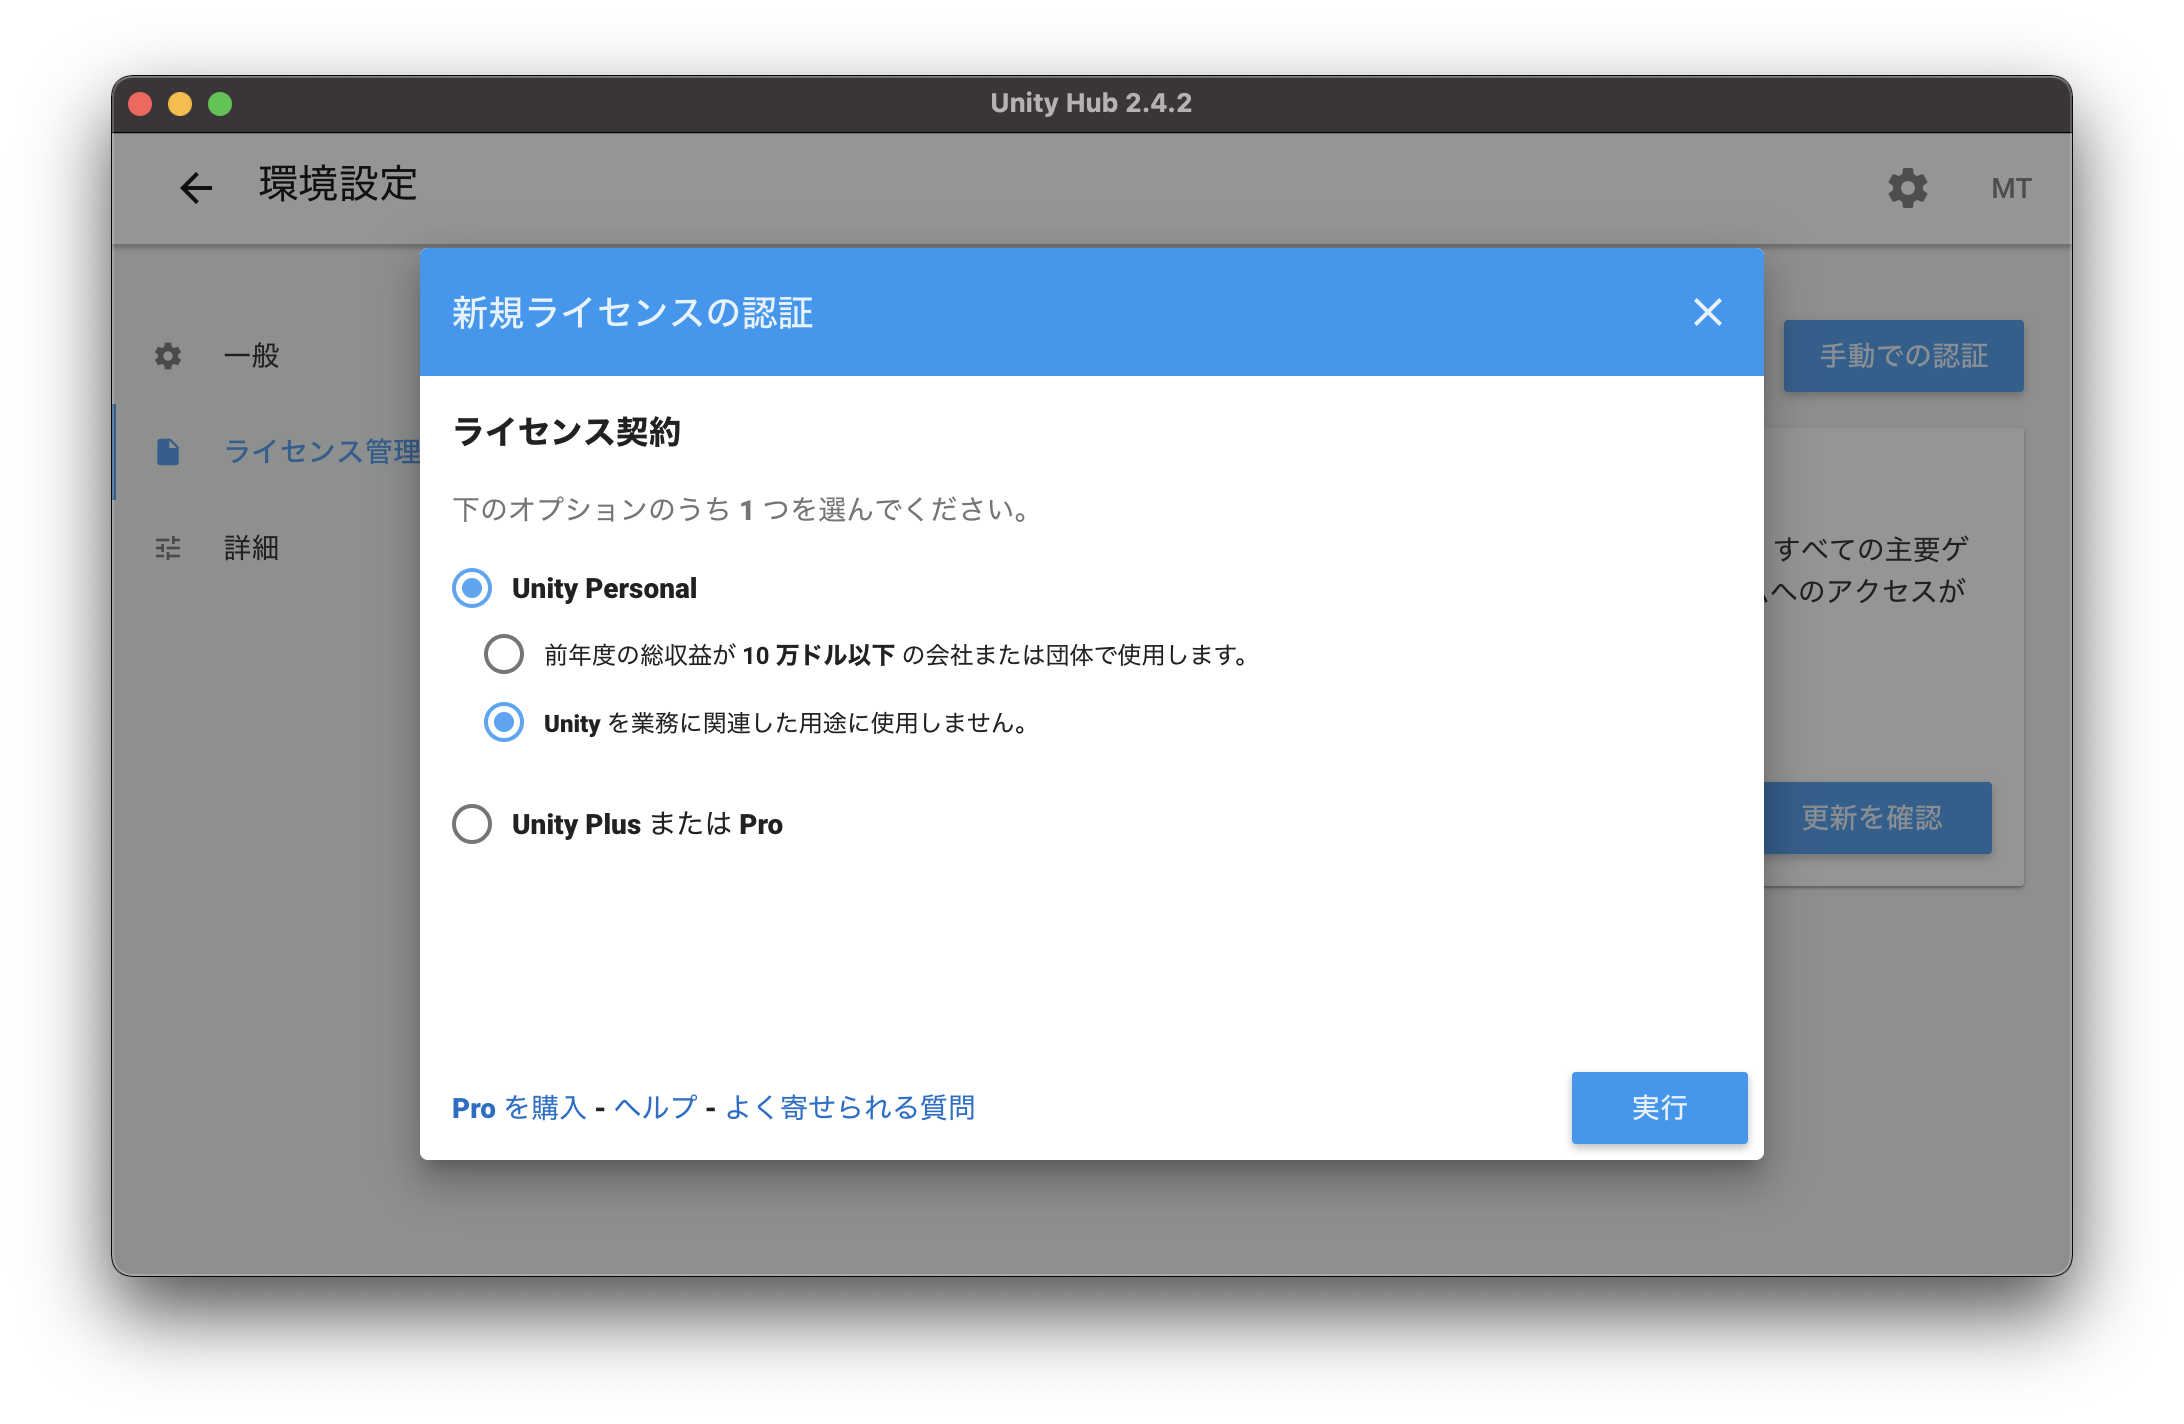 Unity Hub 2.4.2
環境設定
MT
新規ライセンスの認証
手動での認証
一般
ライセンス管理
詳細
ライセンス契約
下のオプションのうち 1 つを選んでください。
すべての主要ゲ
へのアクセスが
Unity Personal
前年度の総収益が 10 万ドル以下 の会社または団体で使用します。
Unity を業務に関連した用途に使用しません。
Unity Plus または Pro
更新を確認
Pro を購入 - ヘルプ - よく寄せられる質問
実行